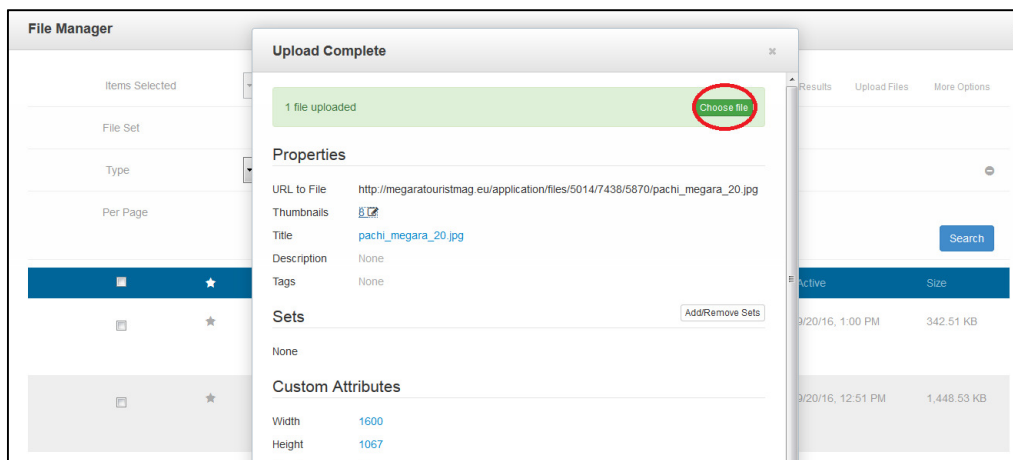 File Manager
Upload Complete
Items Selected
Results Upload Files More Options
1 file uploaded
Choose file
File Set
Properties
Type
URL to File http://megaratouristmag.eu/application/files/5014/7438/5870/pachi_megara_20.jpg
Thumbnails 8
Per Page
Title pachi_megara_20.jpg
Search
Description None
Tags None
Active Size
Sets
Add/Remove Sets
9/20/16, 1:00 PM 342.51 KB
None
Custom Attributes
9/20/16, 12:51 PM 1,448.53 KB
Width 1600
Height 1067